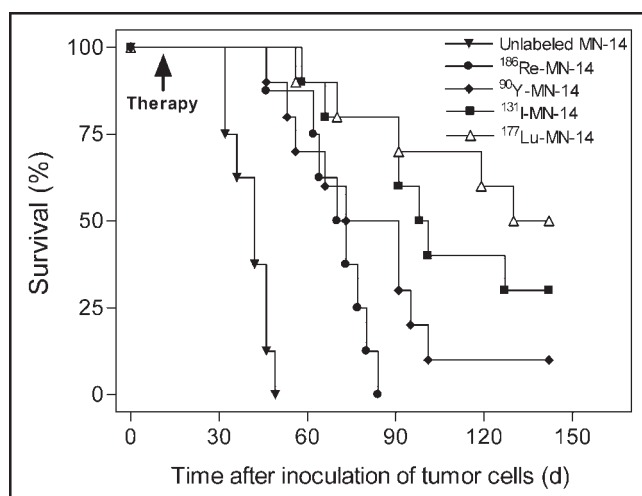 Survival (%)
100
75
50
25
0
Therapy
Unlabeled MN-14
¹⁸⁶Re-MN-14
⁹⁰Y-MN-14
¹³¹I-MN-14
¹⁷⁷Lu-MN-14
0 30 60 90 120 150
Time after inoculation of tumor cells (d)